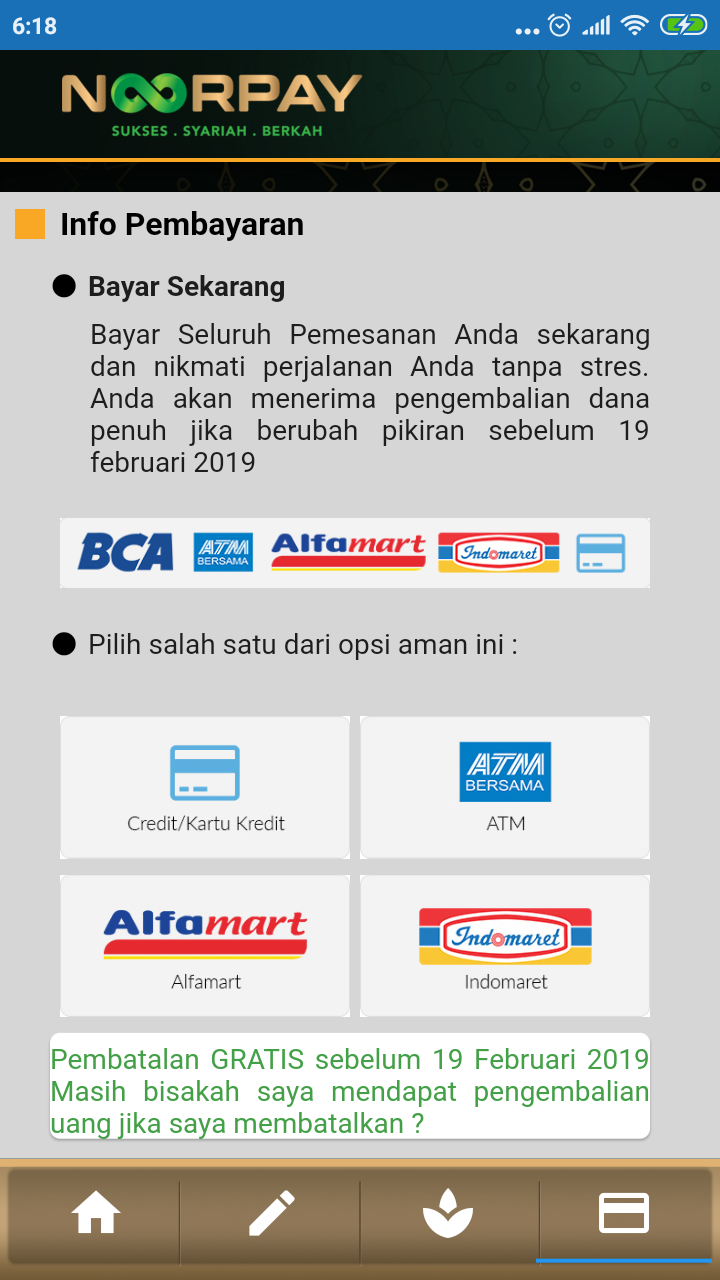 6:18
NOORPAY
SUKSES . SYARIAH . BERKAH
Info Pembayaran
Bayar Sekarang
Bayar Seluruh Pemesanan Anda sekarang
dan nikmati perjalanan Anda tanpa stres.
Anda akan menerima pengembalian dana
penuh jika berubah pikiran sebelum 19
februari 2019
BCA ATM BERSAMA Alfamart Indomaret
Pilih salah satu dari opsi aman ini :
Credit/Kartu Kredit
ATM
BERSAMA
ATM
Alfamart
Alfamart
Indomaret
Indomaret
Pembatalan GRATIS sebelum 19 Februari 2019
Masih bisakah saya mendapat pengembalian
uang jika saya membatalkan ?